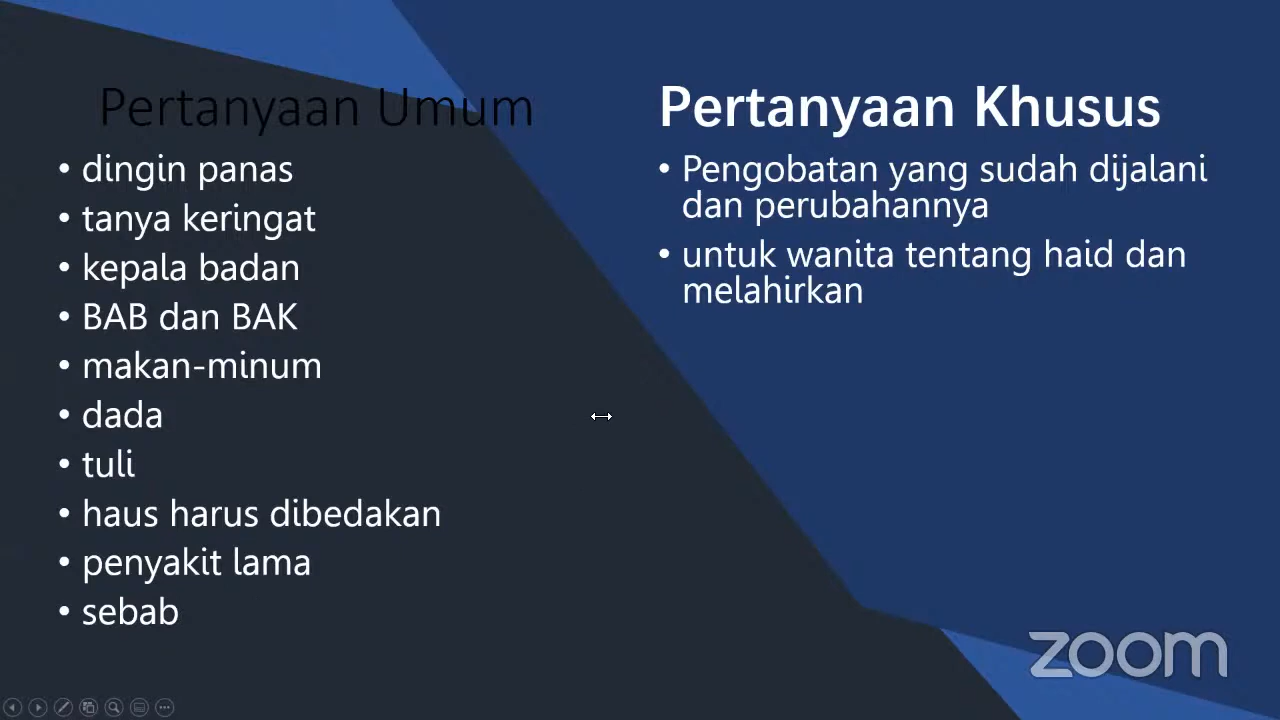 Pertanyaan Umum
• dingin panas
• tanya keringat
• kepala badan
• BAB dan BAK
• makan-minum
• dada
• tuli
• haus harus dibedakan
• penyakit lama
• sebab
Pertanyaan Khusus
• Pengobatan yang sudah dijalani
dan perubahannya
• untuk wanita tentang haid dan
melahirkan
zoom